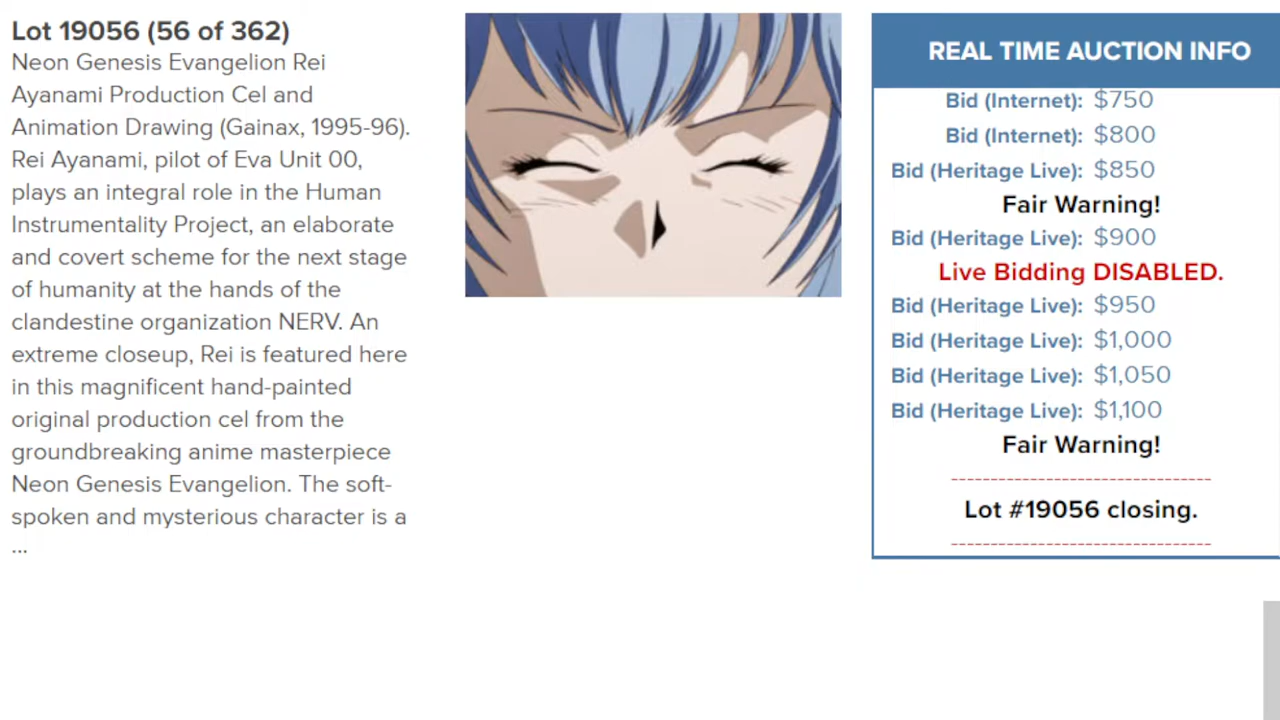 Lot 19056 (56 of 362)
Neon Genesis Evangelion Rei
Ayanami Production Cel and
Animation Drawing (Gainax, 1995-96).
Rei Ayanami, pilot of Eva Unit 00,
plays an integral role in the Human
Instrumentality Project, an elaborate
and covert scheme for the next stage
of humanity at the hands of the
clandestine organization NERV. An
extreme closeup, Rei is featured here
in this magnificent hand-painted
original production cel from the
groundbreaking anime masterpiece
Neon Genesis Evangelion. The soft-
spoken and mysterious character is a
...
REAL TIME AUCTION INFO
Bid (Internet): $750
Bid (Internet): $800
Bid (Heritage Live): $850
Fair Warning!
Bid (Heritage Live): $900
Live Bidding DISABLED.
Bid (Heritage Live): $950
Bid (Heritage Live): $1,000
Bid (Heritage Live): $1,050
Bid (Heritage Live): $1,100
Fair Warning!
Lot #19056 closing.